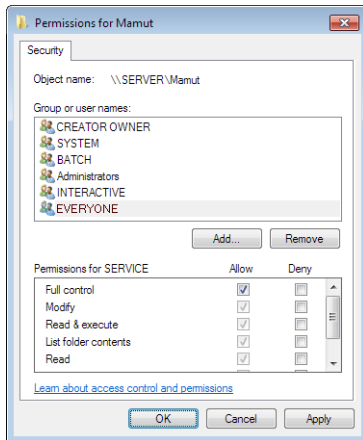 Permissions for Mamut
Security
Object name: \\SERVER\Mamut
Group or user names:
CREATOR OWNER
SYSTEM
BATCH
Administrators
INTERACTIVE
EVERYONE
Add... Remove
Permissions for SERVICE Allow Deny
Full control
Modify
Read & execute
List folder contents
Read
Learn about access control and permissions
OK Cancel Apply